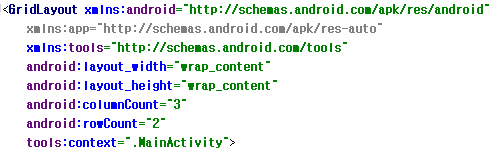 <GridLayout xmlns:android="http://schemas.android.com/apk/res/android"
xmlns:app="http://schemas.android.com/apk/res-auto"
xmlns:tools="http://schemas.android.com/tools"
android:layout_width="wrap_content"
android:layout_height="wrap_content"
android:columnCount="3"
android:rowCount="2"
tools:context=".MainActivity">